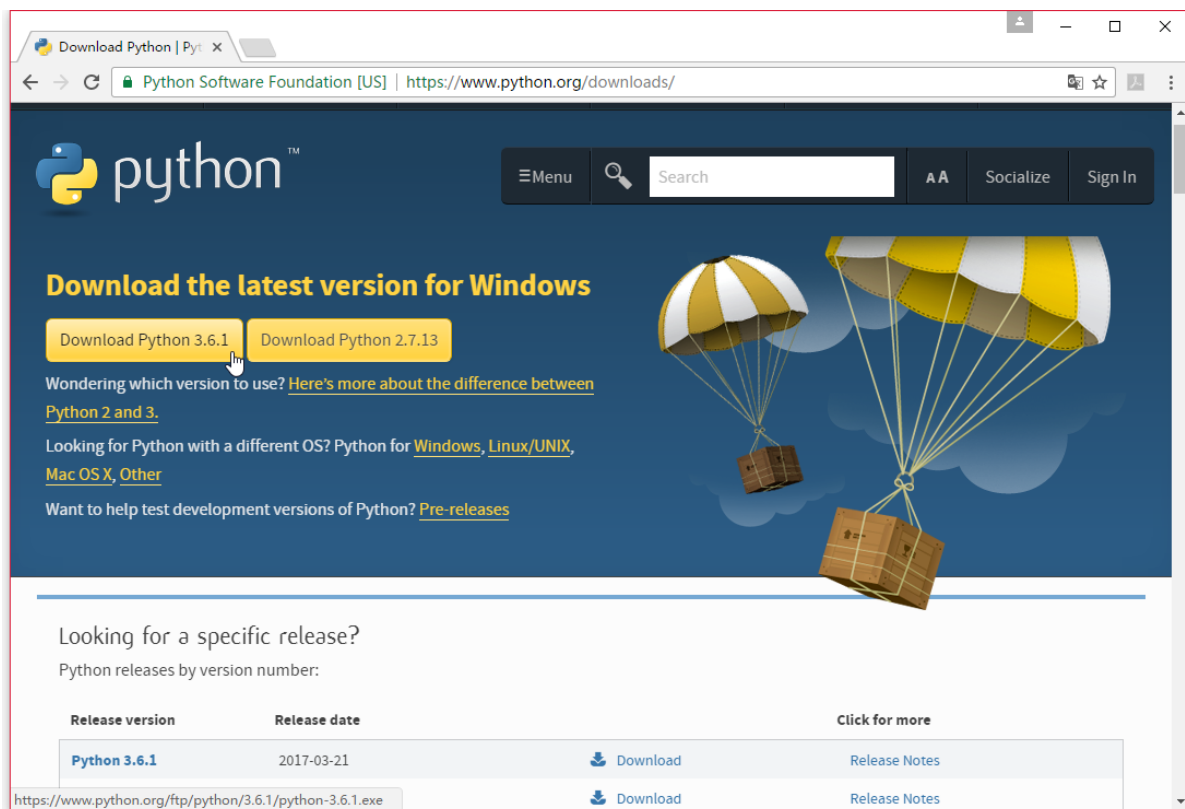 Download Python | Pyt
Python Software Foundation [US] | https://www.python.org/downloads/
python™
Menu
Search
AA
Socialize
Sign In
Download the latest version for Windows
Download Python 3.6.1
Download Python 2.7.13
Wondering which version to use? Here's more about the difference between
Python 2 and 3.
Looking for Python with a different OS? Python for Windows, Linux/UNIX,
Mac OS X, Other
Want to help test development versions of Python? Pre-releases
Looking for a specific release?
Python releases by version number:
Release version Release date Click for more
Python 3.6.1 2017-03-21 Download Release Notes
Download Release Notes
https://www.python.org/ftp/python/3.6.1/python-3.6.1.exe